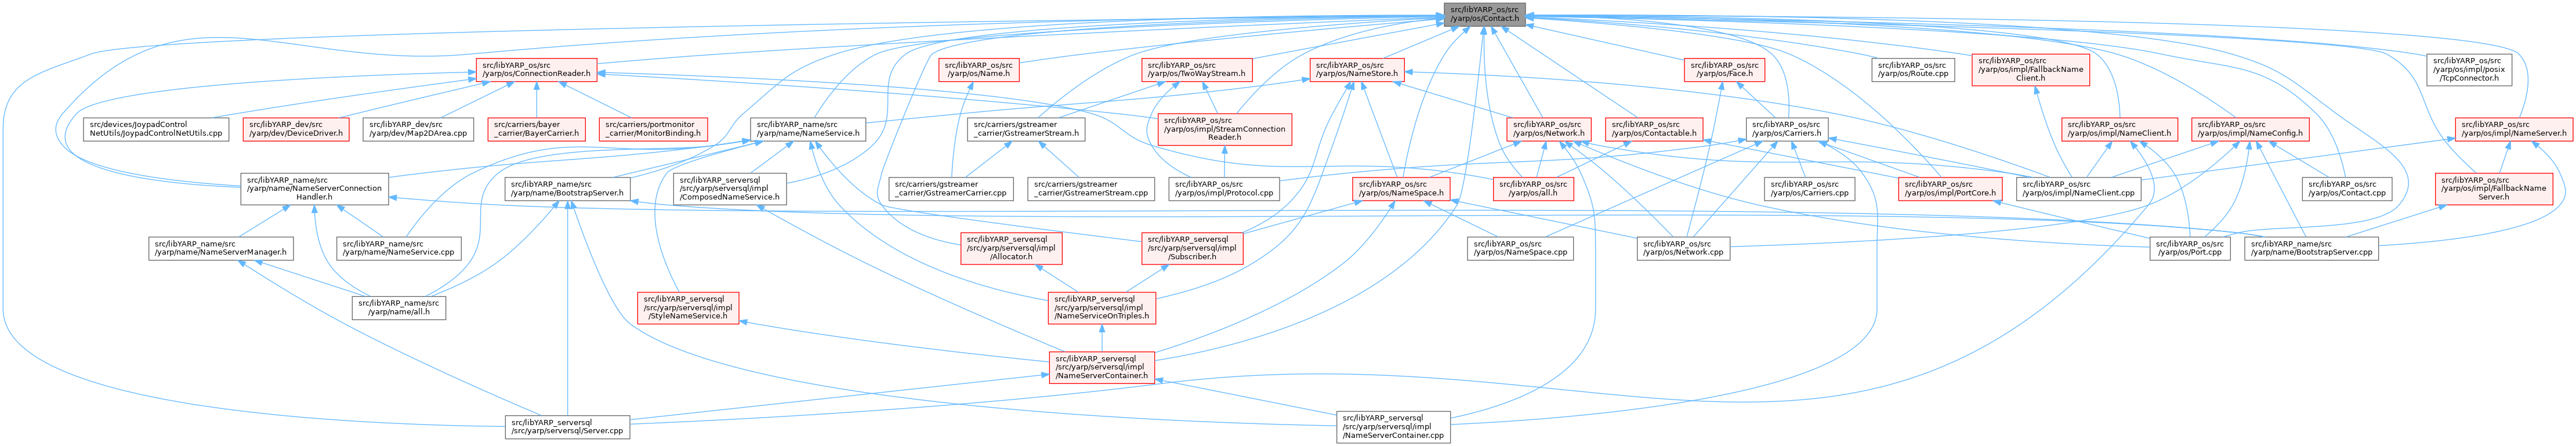 src/libYARP_os/src
/yarp/os/Contact.h
src/libYARP_os/src
/yarp/os/ConnectionReader.h
src/libYARP_os/src
/yarp/os/Name.h
src/libYARP_os/src
/yarp/os/TwoWayStream.h
src/libYARP_os/src
/yarp/os/NameStore.h
src/libYARP_os/src
/yarp/os/Face.h
src/libYARP_os/src
/yarp/os/Route.cpp
src/libYARP_os/src
/yarp/os/impl/FallbackName
Client.h
src/libYARP_os/src
/yarp/os/impl/posix
/TcpConnector.h
src/devices/JoypadControl
NetUtils/JoypadControlNetUtils.cpp
src/libYARP_dev/src
/yarp/dev/DeviceDriver.h
src/libYARP_dev/src
/yarp/dev/Map2DArea.cpp
src/carriers/bayer
_carrier/BayerCarrier.h
src/carriers/portmonitor
_carrier/MonitorBinding.h
src/libYARP_name/src
/yarp/name/NameService.h
src/carriers/gstreamer
_carrier/GstreamerStream.h
src/libYARP_os/src
/yarp/os/impl/StreamConnection
Reader.h
src/libYARP_os/src
/yarp/os/Network.h
src/libYARP_os/src
/yarp/os/Contactable.h
src/libYARP_os/src
/yarp/os/Carriers.h
src/libYARP_os/src
/yarp/os/impl/NameClient.h
src/libYARP_os/src
/yarp/os/impl/NameConfig.h
src/libYARP_os/src
/yarp/os/impl/NameServer.h
src/libYARP_name/src
/yarp/name/NameServerConnection
Handler.h
src/libYARP_name/src
/yarp/name/BootstrapServer.h
src/libYARP_serversql
/src/yarp/serversql/impl
/ComposedNameService.h
src/carriers/gstreamer
_carrier/GstreamerCarrier.cpp
src/carriers/gstreamer
_carrier/GstreamerStream.cpp
src/libYARP_os/src
/yarp/os/impl/Protocol.cpp
src/libYARP_os/src
/yarp/os/NameSpace.h
src/libYARP_os/src
/yarp/os/all.h
src/libYARP_os/src
/yarp/os/Carriers.cpp
src/libYARP_os/src
/yarp/os/impl/PortCore.h
src/libYARP_os/src
/yarp/os/impl/NameClient.cpp
src/libYARP_os/src
/yarp/os/Contact.cpp
src/libYARP_os/src
/yarp/os/impl/FallbackName
Server.h
src/libYARP_name/src
/yarp/name/NameServerManager.h
src/libYARP_name/src
/yarp/name/NameService.cpp
src/libYARP_serversql
/src/yarp/serversql/impl
/Allocator.h
src/libYARP_serversql
/src/yarp/serversql/impl
/Subscriber.h
src/libYARP_os/src
/yarp/os/NameSpace.cpp
src/libYARP_os/src
/yarp/os/Network.cpp
src/libYARP_os/src
/yarp/os/Port.cpp
src/libYARP_name/src
/yarp/name/BootstrapServer.cpp
src/libYARP_name/src
/yarp/name/all.h
src/libYARP_serversql
/src/yarp/serversql/impl
/StyleNameService.h
src/libYARP_serversql
/src/yarp/serversql/impl
/NameServiceOnTriples.h
src/libYARP_serversql
/src/yarp/serversql/impl
/NameServerContainer.h
src/libYARP_serversql
/src/yarp/serversql/Server.cpp
src/libYARP_serversql
/src/yarp/serversql/impl
/NameServerContainer.cpp